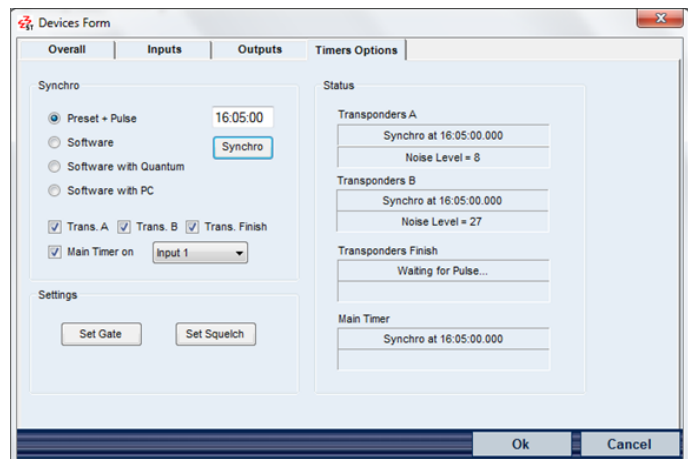 Devices Form
Overall Inputs Outputs Timers Options
Synchro
Preset + Pulse 16:05:00
Software Synchro
Software with Quantum
Software with PC
Trans. A Trans. B Trans. Finish
Main Timer on Input 1
Settings
Set Gate Set Squelch
Status
Transponders A
Synchro at 16:05:00.000
Noise Level = 8
Transponders B
Synchro at 16:05:00.000
Noise Level = 27
Transponders Finish
Waiting for Pulse...
Main Timer
Synchro at 16:05:00.000
Ok Cancel